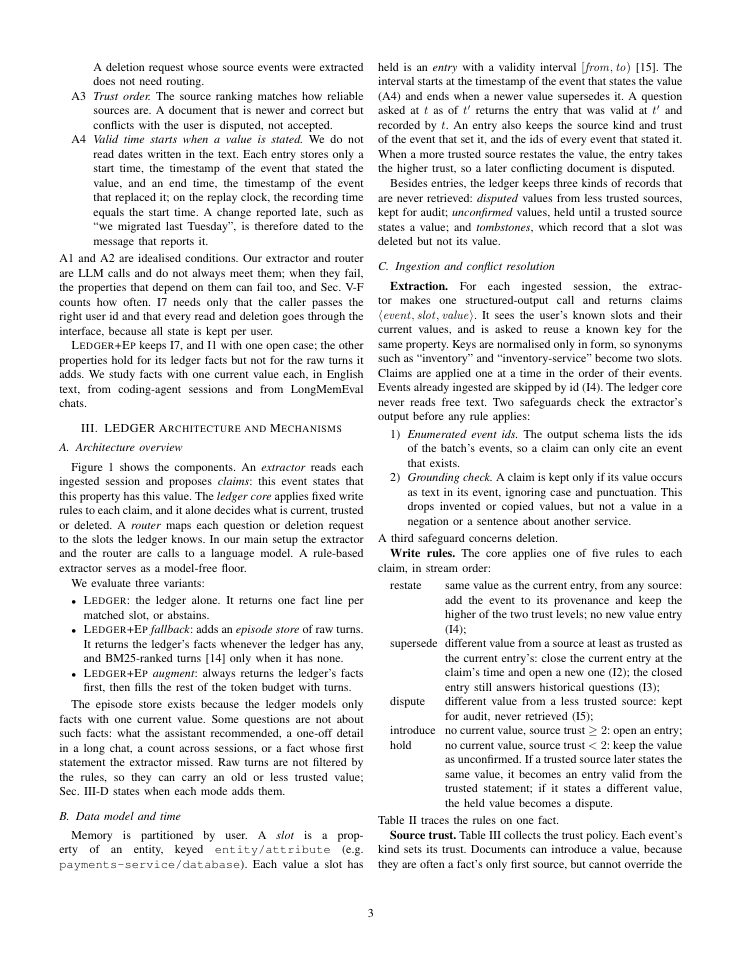 A deletion request whose source events were extracted
does not need routing.
A3 Trust order. The source ranking matches how reliable
sources are. A document that is newer and correct but
conflicts with the user is disputed, not accepted.
A4 Valid time starts when a value is stated. We do not
read dates written in the text. Each entry stores only a
start time, the timestamp of the event that stated the
value, and an end time, the timestamp of the event
that replaced it; on the replay clock, the recording time
equals the start time. A change reported late, such as
“we migrated last Tuesday”, is therefore dated to the
message that reports it.
A1 and A2 are idealised conditions. Our extractor and router
are LLM calls and do not always meet them; when they fail,
the properties that depend on them can fail too, and Sec. V-F
counts how often. I7 needs only that the caller passes the
right user id and that every read and deletion goes through the
interface, because all state is kept per user.
LEDGER+EP keeps I7, and I1 with one open case; the other
properties hold for its ledger facts but not for the raw turns it
adds. We study facts with one current value each, in English
text, from coding-agent sessions and from LongMemEval
chats.
III. LEDGER ARCHITECTURE AND MECHANISMS
A. Architecture overview
Figure 1 shows the components. An extractor reads each
ingested session and proposes claims: this event states that
this property has this value. The ledger core applies fixed write
rules to each claim, and it alone decides what is current, trusted
or deleted. A router maps each question or deletion request
to the slots the ledger knows. In our main setup the extractor
and the router are calls to a language model. A rule-based
extractor serves as a model-free floor.
We evaluate three variants:
• LEDGER: the ledger alone. It returns one fact line per
matched slot, or abstains.
• LEDGER+EP fallback: adds an episode store of raw turns.
It returns the ledger’s facts whenever the ledger has any,
and BM25-ranked turns [14] only when it has none.
• LEDGER+EP augment: always returns the ledger’s facts
first, then fills the rest of the token budget with turns.
The episode store exists because the ledger models only
facts with one current value. Some questions are not about
such facts: what the assistant recommended, a one-off detail
in a long chat, a count across sessions, or a fact whose first
statement the extractor missed. Raw turns are not filtered by
the rules, so they can carry an old or less trusted value;
Sec. III-D states when each mode adds them.
B. Data model and time
Memory is partitioned by user. A slot is a prop-
erty of an entity, keyed entity/attribute (e.g.
payments-service/database). Each value a slot has
held is an entry with a validity interval [from, to) [15]. The
interval starts at the timestamp of the event that states the value
(A4) and ends when a newer value supersedes it. A question
asked at t as of t′ returns the entry that was valid at t′ and
recorded by t. An entry also keeps the source kind and trust
of the event that set it, and the ids of every event that stated it.
When a more trusted source restates the value, the entry takes
the higher trust, so a later conflicting document is disputed.
Besides entries, the ledger keeps three kinds of records that
are never retrieved: disputed values from less trusted sources,
kept for audit; unconfirmed values, held until a trusted source
states a value; and tombstones, which record that a slot was
deleted but not its value.
C. Ingestion and conflict resolution
Extraction. For each ingested session, the extrac-
tor makes one structured-output call and returns claims
⟨event, slot, value⟩. It sees the user’s known slots and their
current values, and is asked to reuse a known key for the
same property. Keys are normalised only in form, so synonyms
such as “inventory” and “inventory-service” become two slots.
Claims are applied one at a time in the order of their events.
Events already ingested are skipped by id (I4). The ledger core
never reads free text. Two safeguards check the extractor’s
output before any rule applies:
1) Enumerated event ids. The output schema lists the ids
of the batch’s events, so a claim can only cite an event
that exists.
2) Grounding check. A claim is kept only if its value occurs
as text in its event, ignoring case and punctuation. This
drops invented or copied values, but not a value in a
negation or a sentence about another service.
A third safeguard concerns deletion.
Write rules. The core applies one of five rules to each
claim, in stream order:
restate same value as the current entry, from any source:
add the event to its provenance and keep the
higher of the two trust levels; no new value entry
(I4);
supersede different value from a source at least as trusted as
the current entry’s: close the current entry at the
claim’s time and open a new one (I2); the closed
entry still answers historical questions (I3);
dispute different value from a less trusted source: kept
for audit, never retrieved (I5);
introduce no current value, source trust ≥ 2: open an entry;
hold no current value, source trust < 2: keep the value
as unconfirmed. If a trusted source later states the
same value, it becomes an entry valid from the
trusted statement; if it states a different value,
the held value becomes a dispute.
Table II traces the rules on one fact.
Source trust. Table III collects the trust policy. Each event’s
kind sets its trust. Documents can introduce a value, because
they are often a fact’s only first source, but cannot override the
3